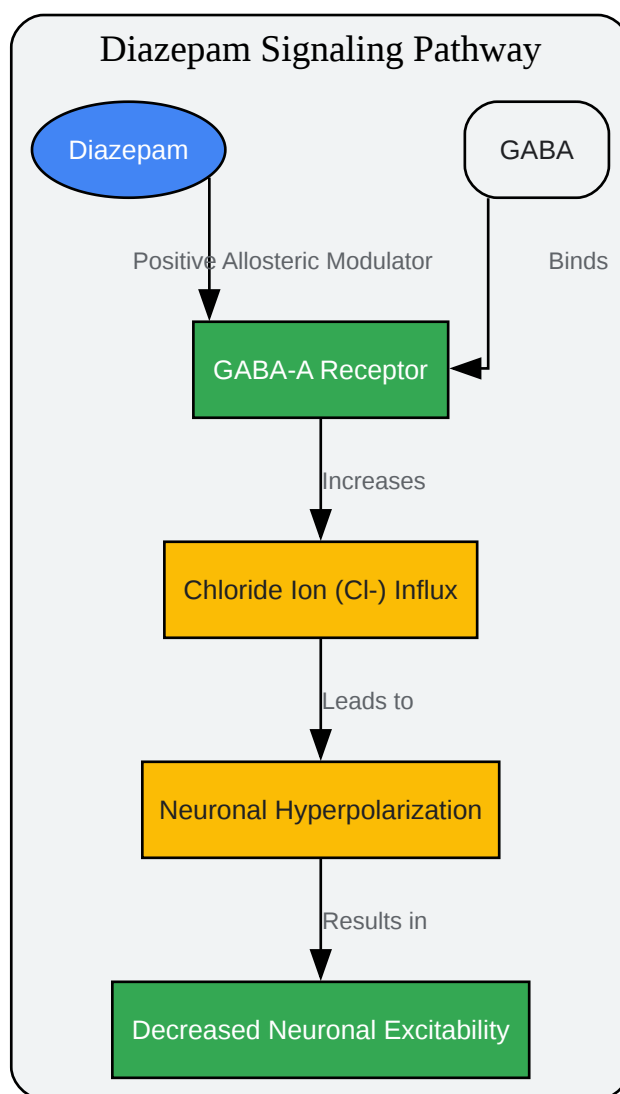 Diazepam Signaling Pathway
Diazepam
GABA
Positive Allosteric Modulator
Binds
GABA-A Receptor
Increases
Chloride Ion (Cl-) Influx
Leads to
Neuronal Hyperpolarization
Results in
Decreased Neuronal Excitability